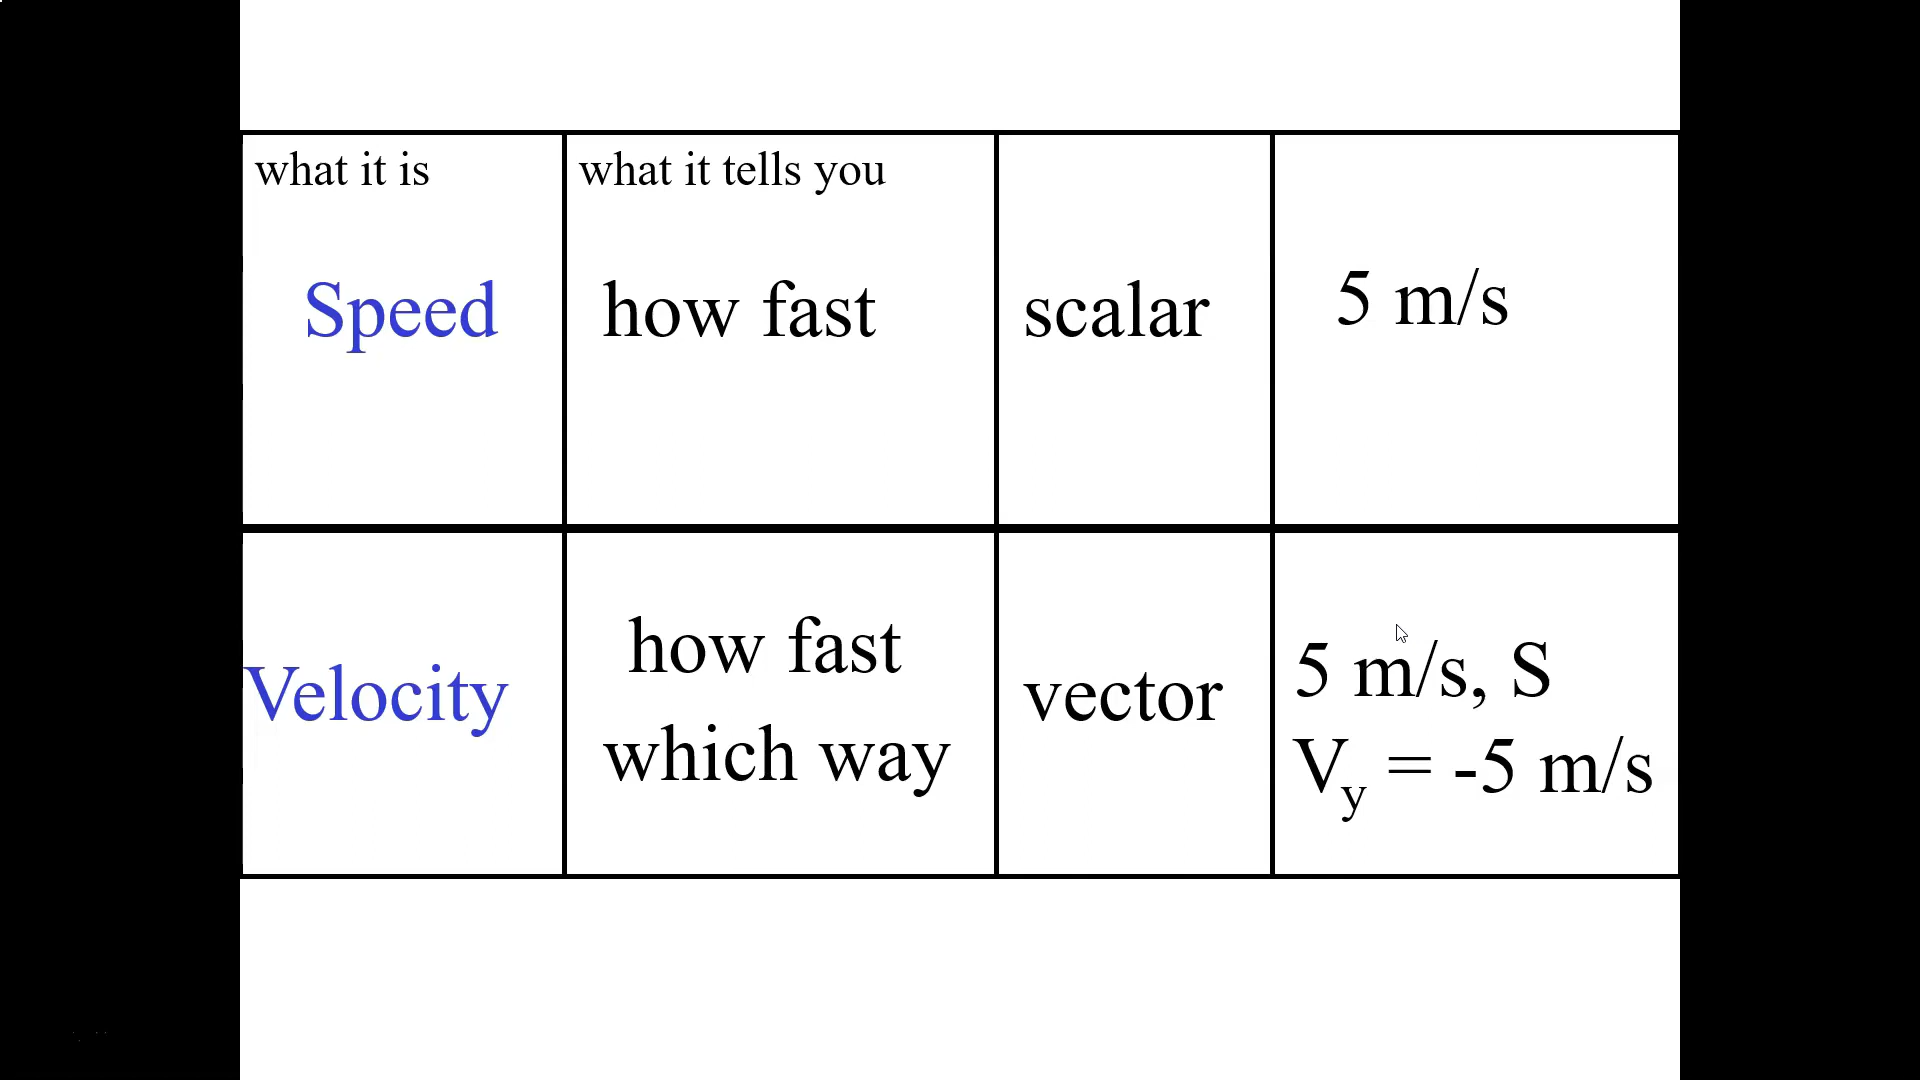 what it is
what it tells you
Speed
how fast
scalar
5 m/s
Velocity
how fast
which way
vector
5 m/s, S
Vy = -5 m/s